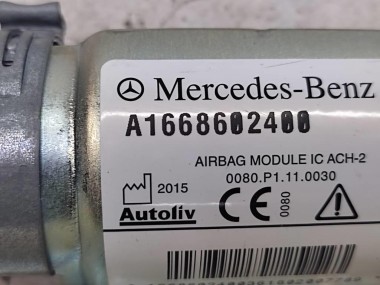 Mercedes-Benz
A1668602400
AIRBAG MODULE IC ACH-2
0080.P1.11.0030
2015
Autoliv
CE
0080